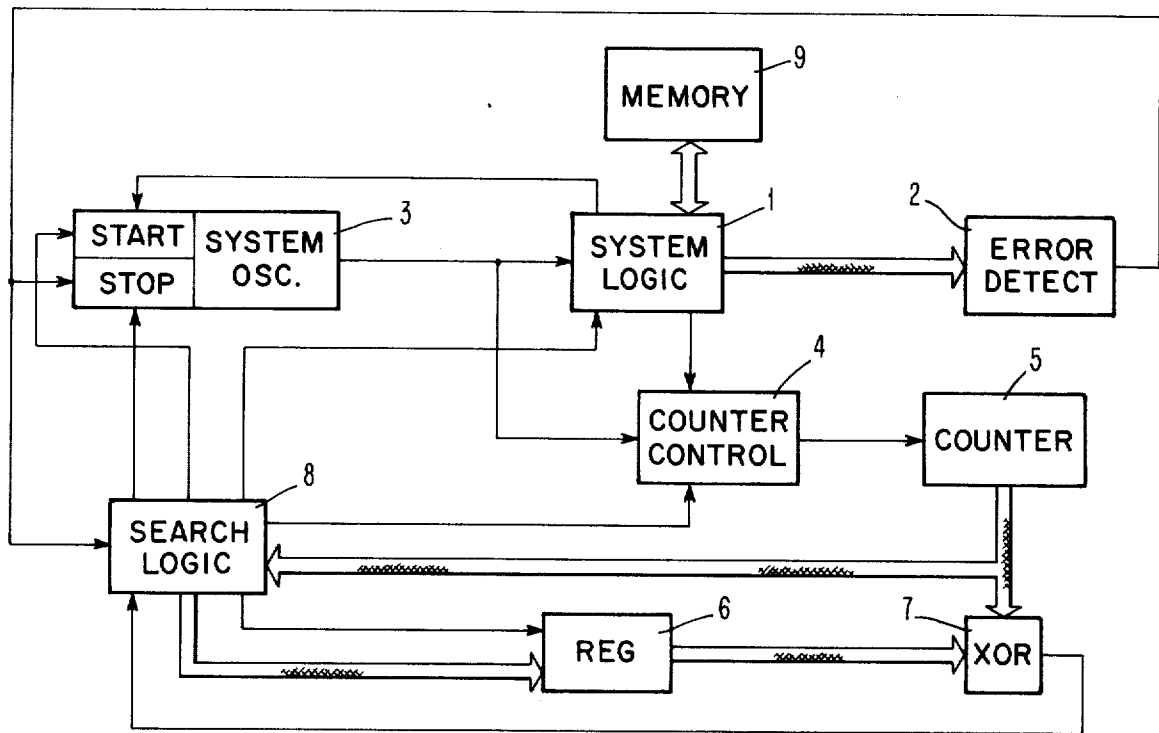 9
MEMORY
1
SYSTEM
LOGIC
2
ERROR
DETECT
3
START
STOP
SYSTEM
OSC.
4
COUNTER
CONTROL
5
COUNTER
8
SEARCH
LOGIC
6
REG
7
XOR